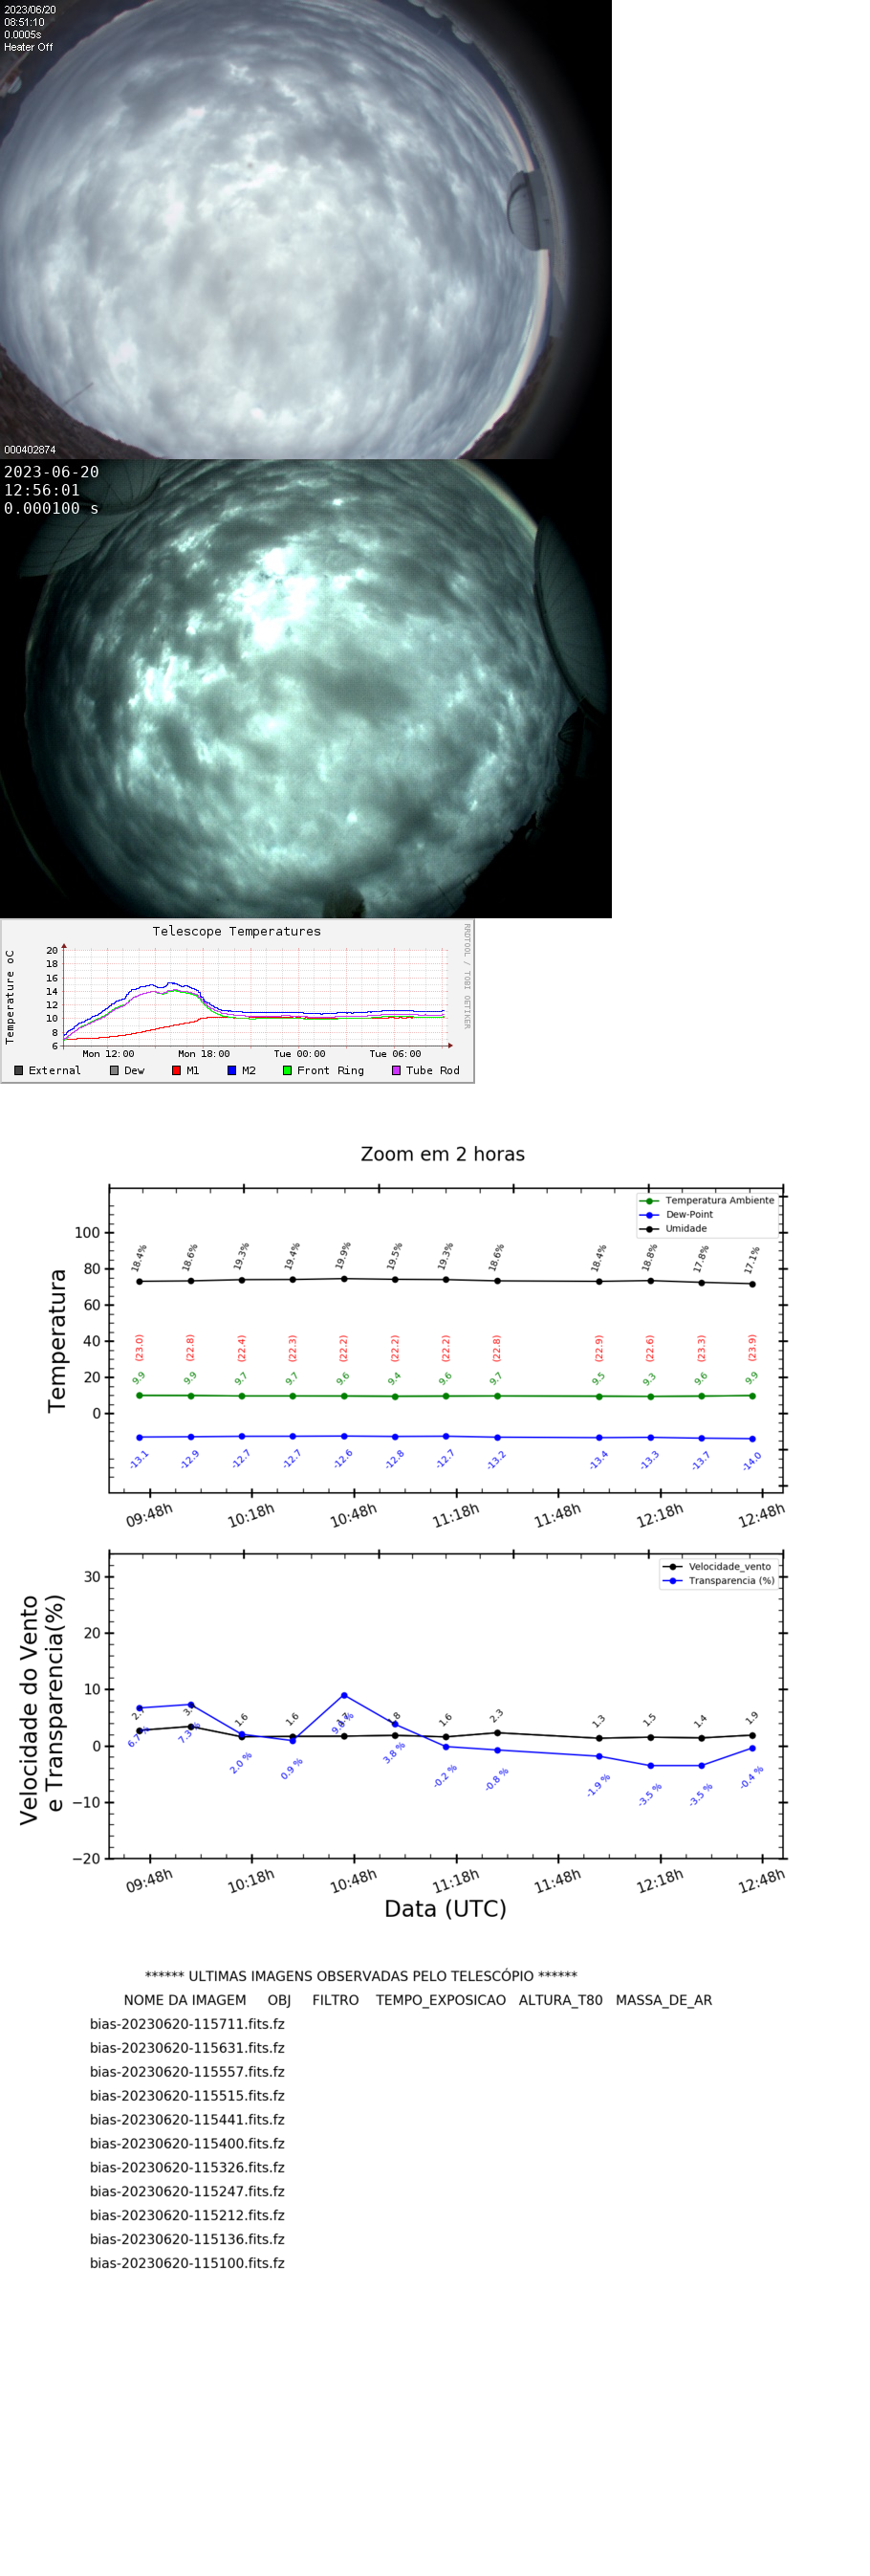 2023/06/20
08:51:10
0.0005s
Heater Off
000402874
2023-06-20
12:56:01
0.000100 s
Telescope Temperatures
RRDTOOL / TOBI OETIKER
Temperature oC
20
18
16
14
12
10
8
6
Mon 12:00 Mon 18:00 Tue 00:00 Tue 06:00
External Dew M1 M2 Front Ring Tube Rod
Zoom em 2 horas
Temperatura Ambiente
Dew-Point
Umidade
Temperatura
100
80
60
40
20
0
18.4% 18.6% 19.3% 19.4% 19.9% 19.5% 19.3% 18.6% 18.4% 18.8% 17.8% 17.1%
(23.0) (22.8) (22.4) (22.3) (22.2) (22.2) (22.2) (22.8) (22.9) (22.6) (23.3) (23.9)
9.9 9.9 9.7 9.7 9.6 9.4 9.6 9.7 9.5 9.3 9.6 9.9
-13.1 -12.9 -12.7 -12.7 -12.6 -12.8 -12.7 -13.2 -13.4 -13.3 -13.7 -14.0
09:48h 10:18h 10:48h 11:18h 11:48h 12:18h 12:48h
Velocidade_vento
Transparencia (%)
Velocidade do Vento
e Transparencia(%)
30
20
10
0
−10
−20
1.6 1.6 1.6 2.3 1.3 1.5 1.4 1.9
2.0 % 0.9 % 3.8 % -0.2 % -0.8 % -1.9 % -3.5 % -3.5 % -0.4 %
09:48h 10:18h 10:48h 11:18h 11:48h 12:18h 12:48h
Data (UTC)
****** ULTIMAS IMAGENS OBSERVADAS PELO TELESCÓPIO ******
NOME DA IMAGEM OBJ FILTRO TEMPO_EXPOSICAO ALTURA_T80 MASSA_DE_AR
bias-20230620-115711.fits.fz
bias-20230620-115631.fits.fz
bias-20230620-115557.fits.fz
bias-20230620-115515.fits.fz
bias-20230620-115441.fits.fz
bias-20230620-115400.fits.fz
bias-20230620-115326.fits.fz
bias-20230620-115247.fits.fz
bias-20230620-115212.fits.fz
bias-20230620-115136.fits.fz
bias-20230620-115100.fits.fz